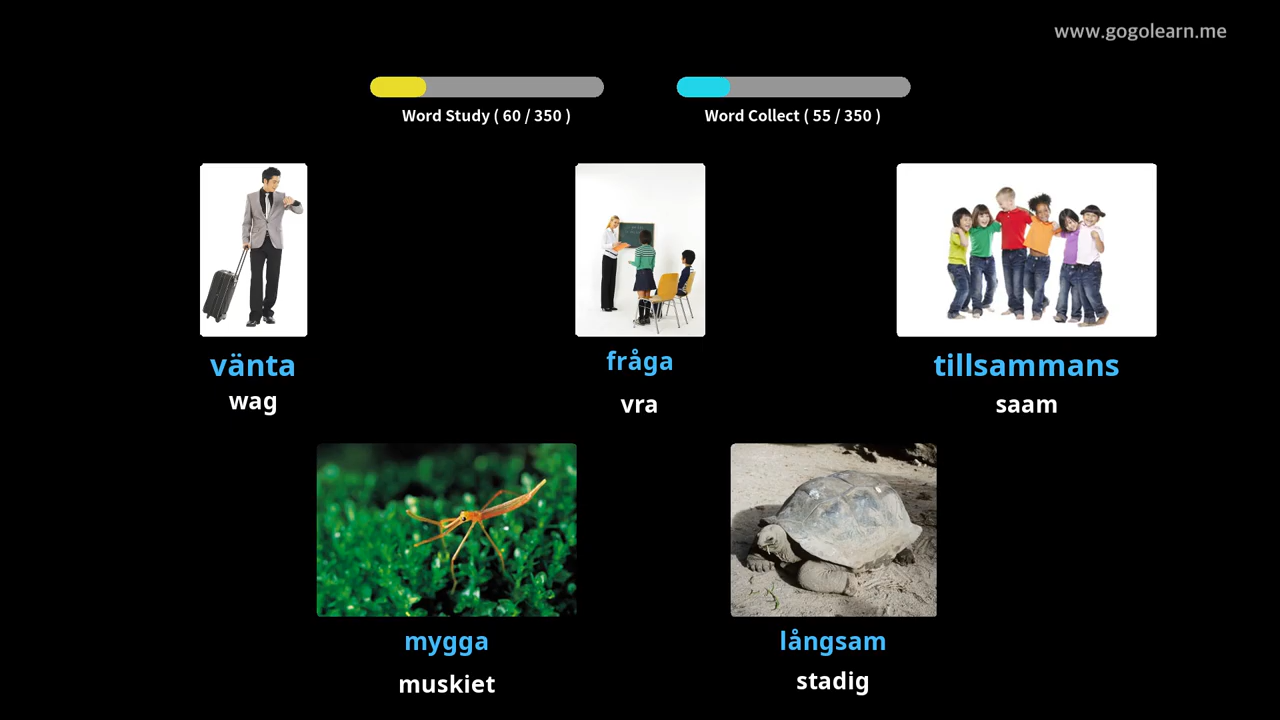 www.gogolearn.me
Word Study ( 60 / 350 )
Word Collect ( 55 / 350 )
vänta
wag
fråga
vra
tillsammans
saam
mygga
muskiet
långsam
stadig